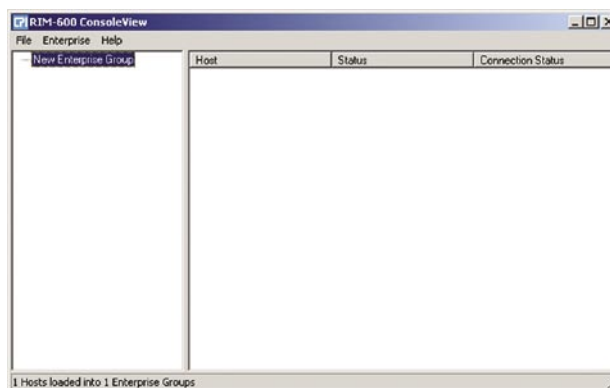 CPI RIM-600 ConsoleView
File Enterprise Help
New Enterprise Group
Host Status Connection Status
1 Hosts loaded into 1 Enterprise Groups